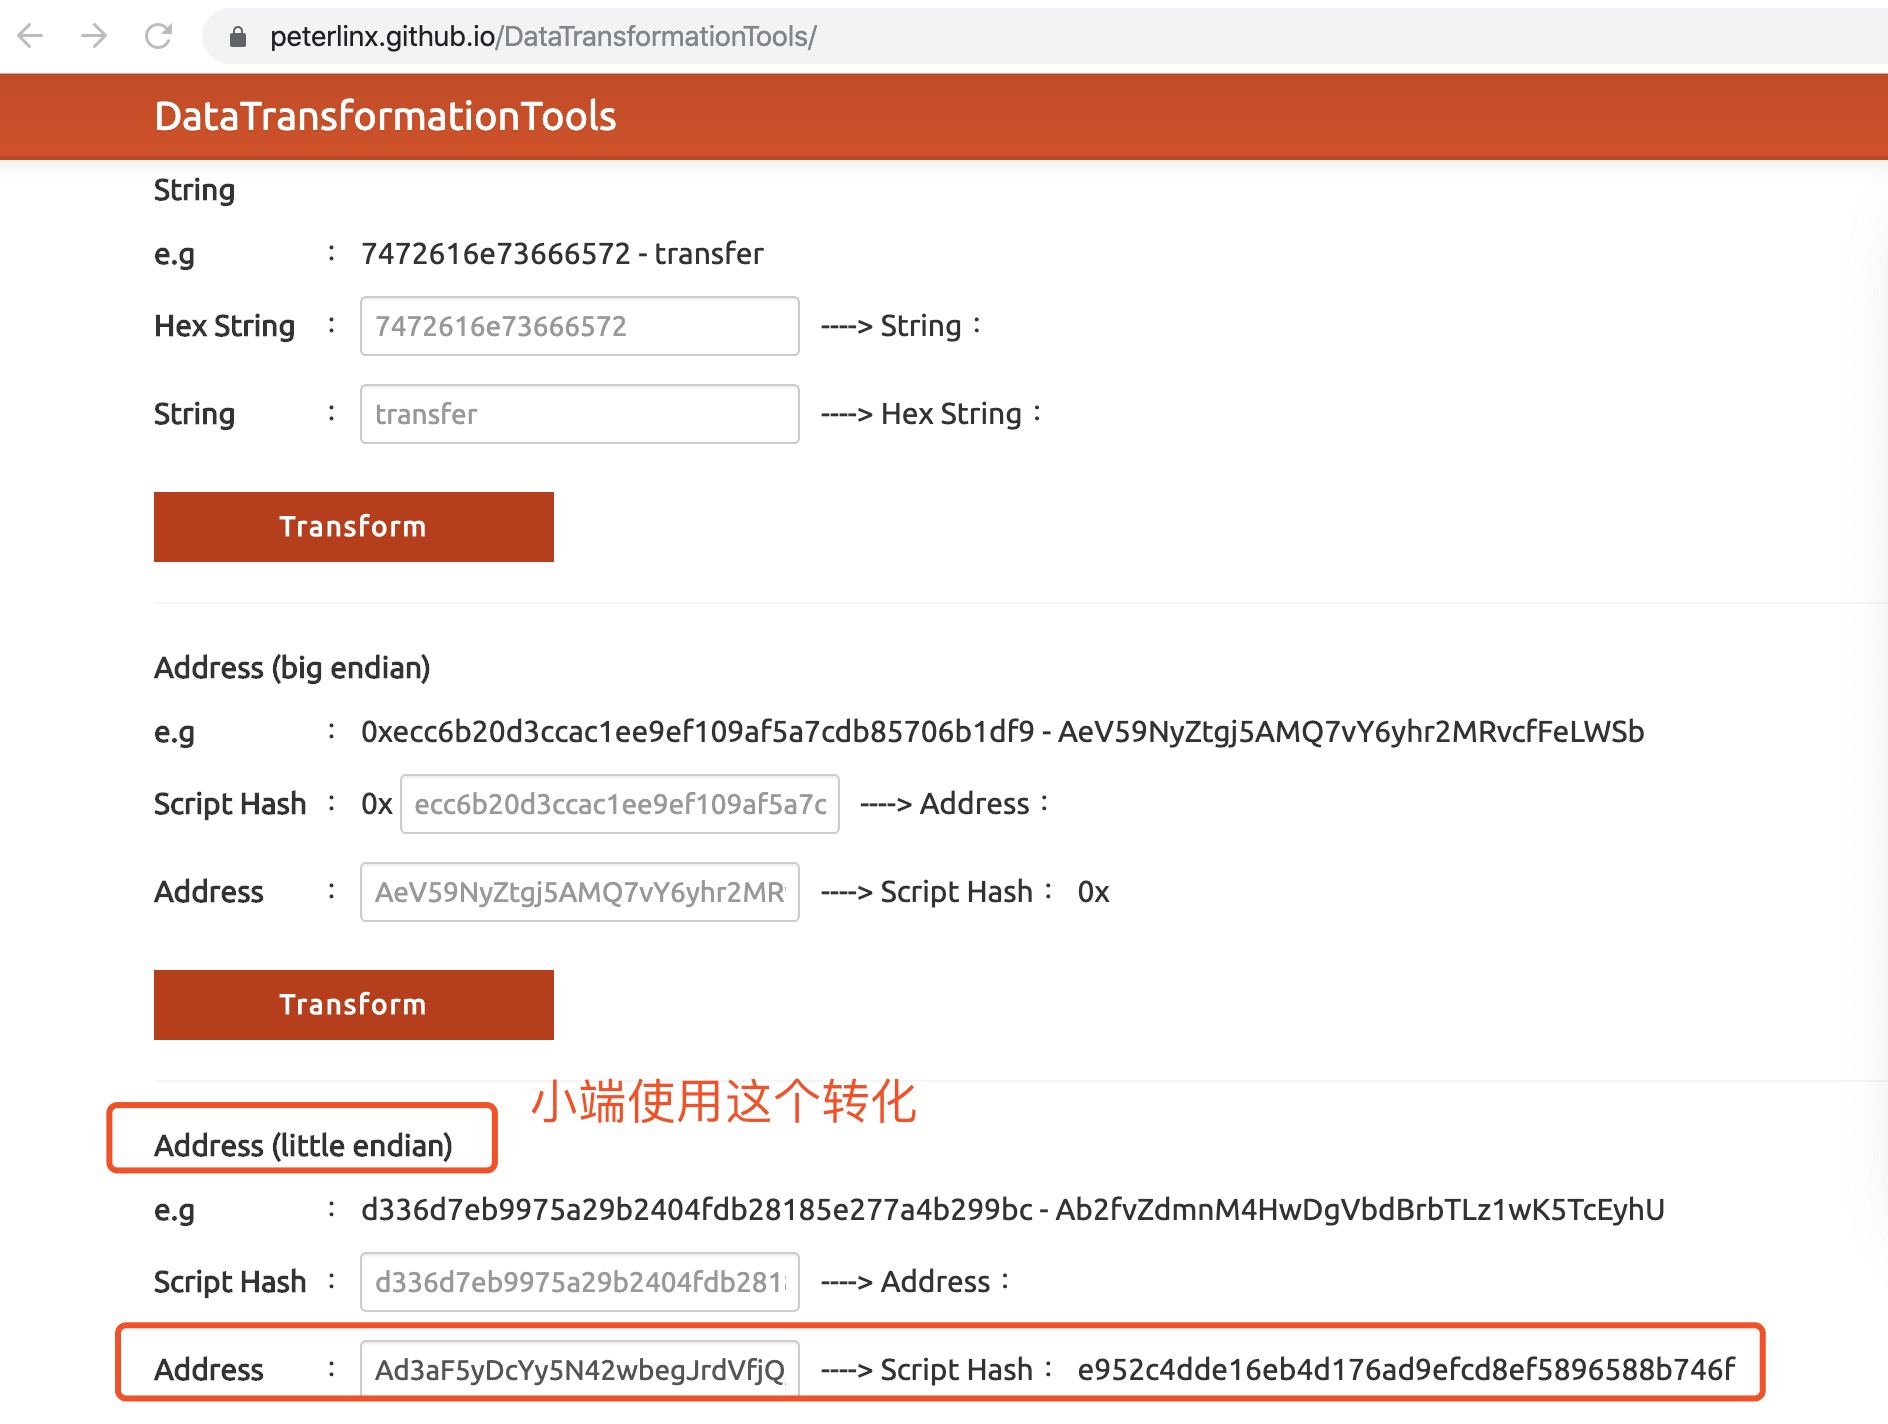 peterlinx.github.io/DataTransformationTools/
DataTransformationTools
String
e.g : 7472616e73666572 - transfer
Hex String : 7472616e73666572 ----> String :
String : transfer ----> Hex String :
Transform
Address (big endian)
e.g : 0xecc6b20d3ccac1ee9ef109af5a7cdb85706b1df9 - AeV59NyZtgj5AMQ7vY6yhr2MRvcfFeLWSb
Script Hash : 0x ecc6b20d3ccac1ee9ef109af5a7c ----> Address :
Address : AeV59NyZtgj5AMQ7vY6yhr2MR ----> Script Hash : 0x
Transform
小端使用这个转化
Address (little endian)
e.g : d336d7eb9975a29b2404fdb28185e277a4b299bc - Ab2fvZdmnM4HwDgVbdBrbTLz1wK5TcEyhU
Script Hash : d336d7eb9975a29b2404fdb281 ----> Address :
Address : Ad3aF5yDcYy5N42wbegJrdVfjQ ----> Script Hash : e952c4dde16eb4d176ad9efcd8ef5896588b746f